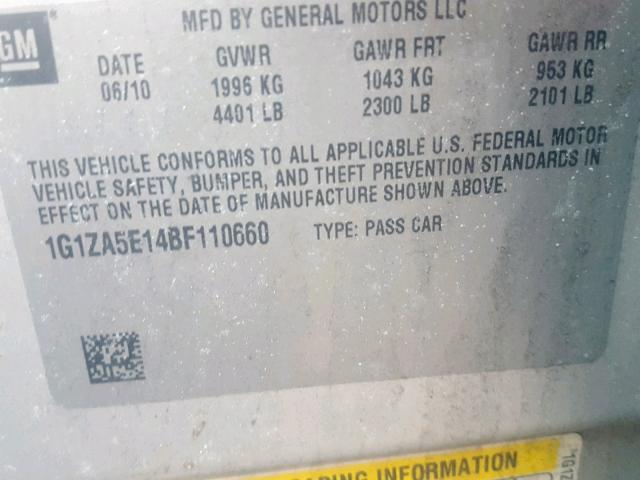 MFD BY GENERAL MOTORS LLC
GM
DATE GVWR GAWR FRT GAWR RR
06/10 1996 KG 1043 KG 953 KG
4401 LB 2300 LB 2101 LB
THIS VEHICLE CONFORMS TO ALL APPLICABLE U.S. FEDERAL MOTOR
VEHICLE SAFETY, BUMPER, AND THEFT PREVENTION STANDARDS IN
EFFECT ON THE DATE OF MANUFACTURE SHOWN ABOVE.
1G1ZA5E14BF110660 TYPE: PASS CAR
INFORMATION